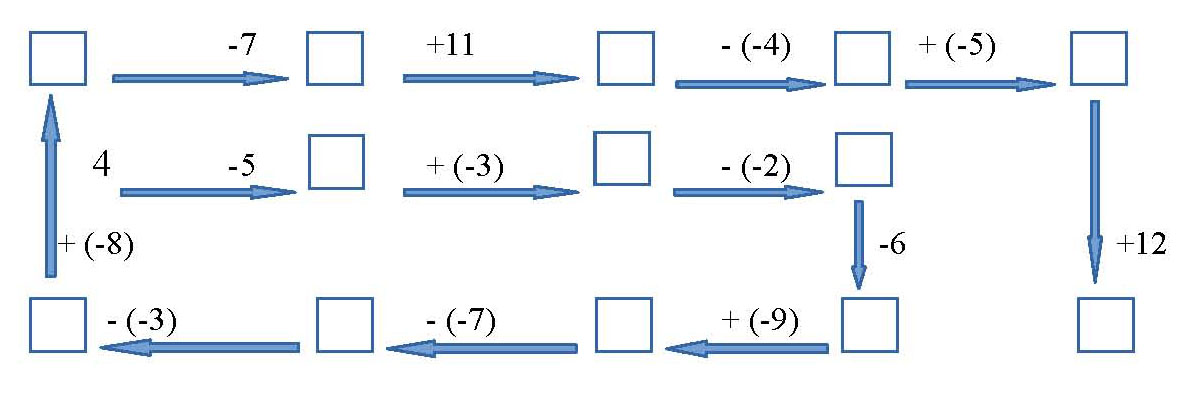 -7 +11 - (-4) + (-5)
4 -5 + (-3) - (-2)
+ (-8) -6 +12
- (-3) - (-7) + (-9)